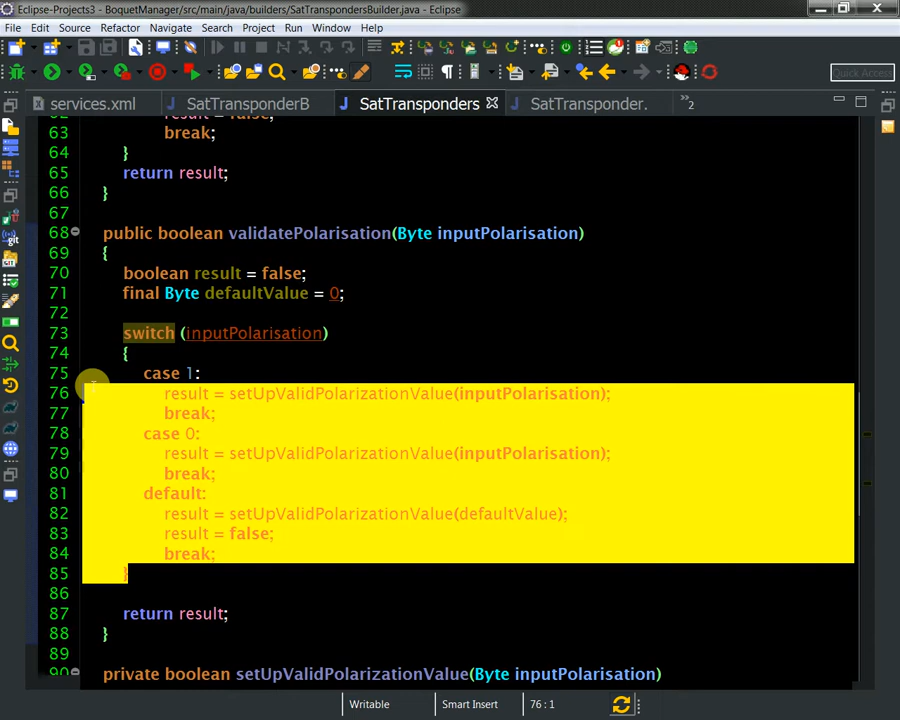 Eclipse-Projects3 - BoquetManager/src/main/java/builders/SatTranspondersBuilder.java - Eclipse
File Edit Source Refactor Navigate Search Project Run Window Help
Quick Access
services.xml SatTransponderB SatTransponders SatTransponder. »2
62 result = false;
63 break;
64 }
65 return result;
66 }
67
68 public boolean validatePolarisation(Byte inputPolarisation)
69 {
70 boolean result = false;
71 final Byte defaultValue = 0;
72
73 switch (inputPolarisation)
74 {
75 case 1:
76 result = setUpValidPolarizationValue(inputPolarisation);
77 break;
78 case 0:
79 result = setUpValidPolarizationValue(inputPolarisation);
80 break;
81 default:
82 result = setUpValidPolarizationValue(defaultValue);
83 result = false;
84 break;
85 }
86
87 return result;
88 }
89
90 private boolean setUpValidPolarizationValue(Byte inputPolarisation)
Writable Smart Insert 76 : 1